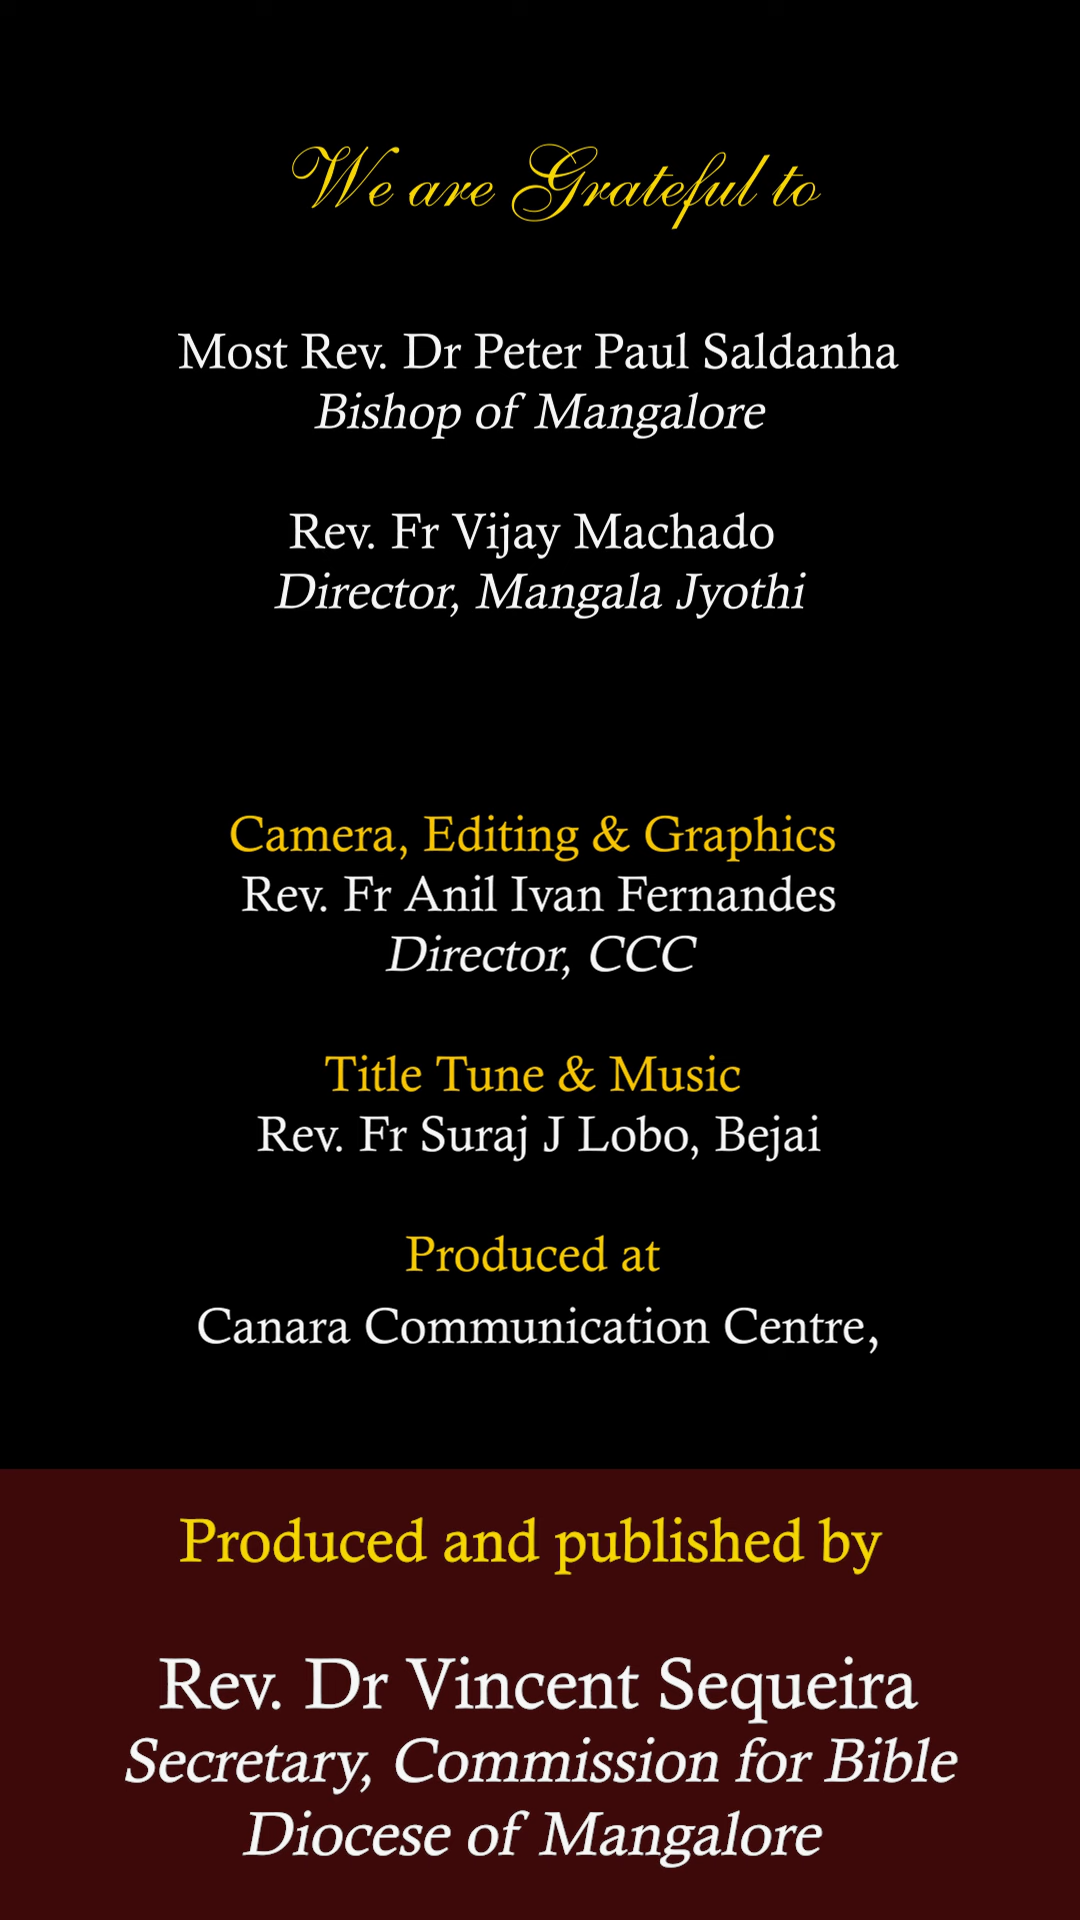 We are Grateful to
Most Rev. Dr Peter Paul Saldanha
Bishop of Mangalore
Rev. Fr Vijay Machado
Director, Mangala Jyothi
Camera, Editing & Graphics
Rev. Fr Anil Ivan Fernandes
Director, CCC
Title Tune & Music
Rev. Fr Suraj J Lobo, Bejai
Produced at
Canara Communication Centre,
Produced and published by
Rev. Dr Vincent Sequeira
Secretary, Commission for Bible
Diocese of Mangalore